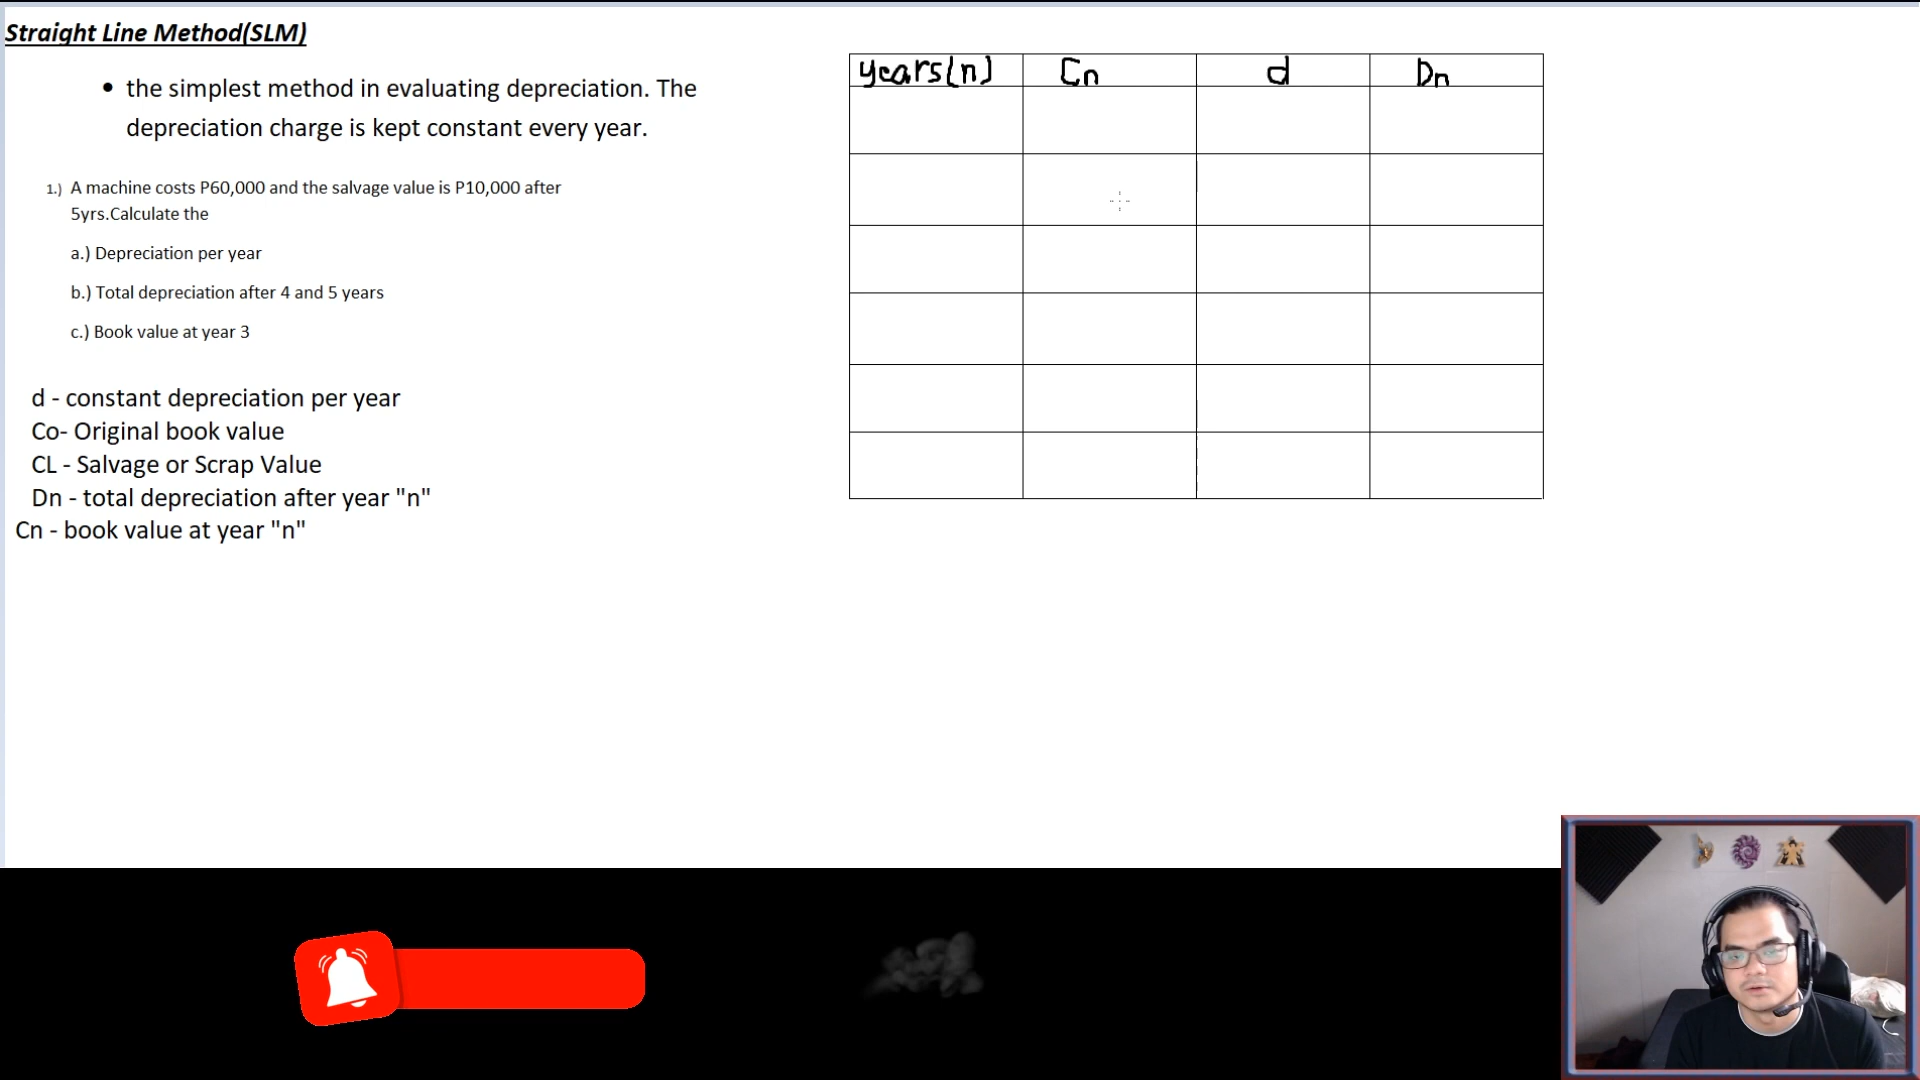 Straight Line Method(SLM)
• the simplest method in evaluating depreciation. The
depreciation charge is kept constant every year.
1.) A machine costs P60,000 and the salvage value is P10,000 after
5yrs.Calculate the
a.) Depreciation per year
b.) Total depreciation after 4 and 5 years
c.) Book value at year 3
d - constant depreciation per year
Co- Original book value
CL - Salvage or Scrap Value
Dn - total depreciation after year "n"
Cn - book value at year "n"
years(n) Cn d Dn